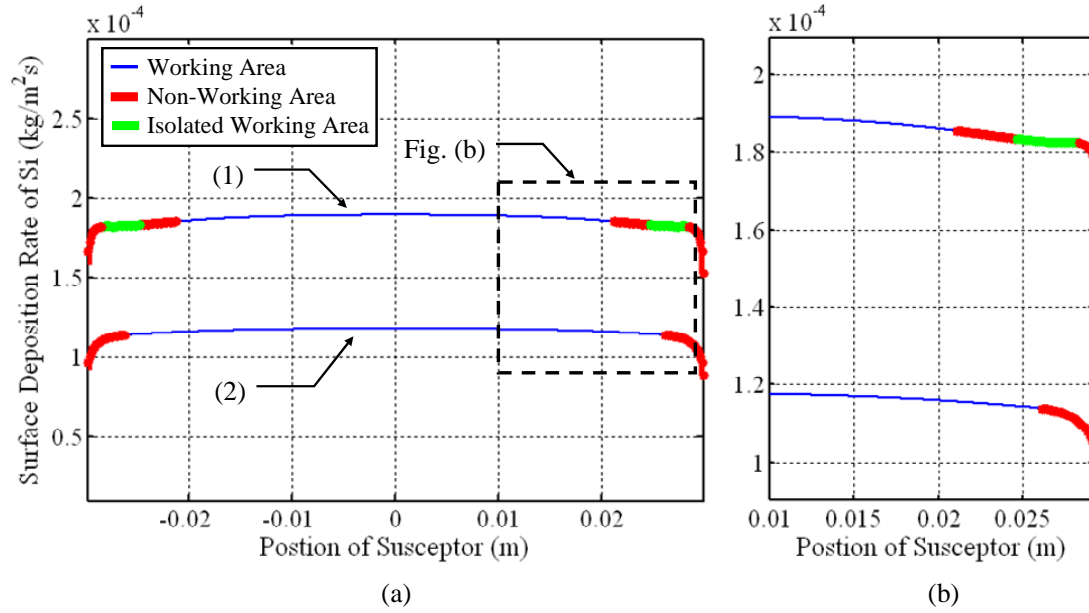 x 10⁻⁴
x 10⁻⁴
Working Area
Non-Working Area
Isolated Working Area
Fig. (b)
(1)
(2)
Surface Deposition Rate of Si (kg/m²s)
2.5
2
1.5
1
0.5
-0.02
-0.01
0
0.01
0.02
Postion of Susceptor (m)
(a)
2
1.8
1.6
1.4
1.2
1
0.01
0.015
0.02
0.025
Postion of Susceptor (m)
(b)